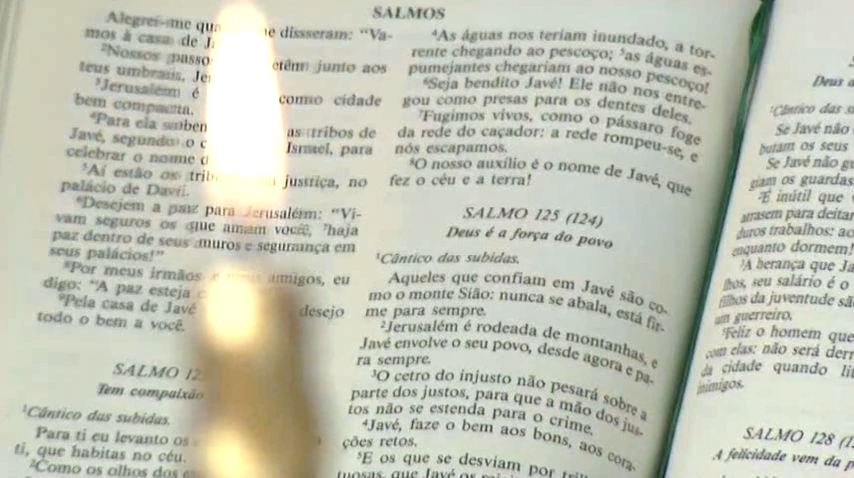 SALMOS
Alegrei-me disseram: “Va-
mos à casa de
²Nossos junto aos
teus umbrais.
³Jerusalém é como cidade
bem compacta.
⁴Para ela as tribos de
Javé, segundo o Israel, para
celebrar o nome
⁵Aí estão os justiça, no
palácio de Davi.
⁶Desejem a paz para Jerusalém: “Vi-
vam seguros os que amam você, ⁷haja
paz dentro de seus muros e segurança em
seus palácios!”
⁸Por meus irmãos e meus amigos, eu
digo: “A paz esteja
⁹Pela casa de Javé desejo
todo o bem a você.
SALMO
Tem compaixão
¹Cântico das subidas.
Para ti eu levanto os
ti, que habitas no céu.
²Como os olhos dos
⁴As águas nos teriam inundado, a tor-
rente chegando ao pescoço; ⁵as águas es-
pumejantes chegariam ao nosso pescoço!
⁶Seja bendito Javé! Ele não nos entre-
gou como presas para os dentes deles.
⁷Fugimos vivos, como o pássaro foge
da rede do caçador: a rede rompeu-se, e
nós escapamos.
⁸O nosso auxílio é o nome de Javé, que
fez o céu e a terra!
SALMO 125 (124)
Deus é a força do povo
¹Cântico das subidas.
Aqueles que confiam em Javé são co-
mo o monte Sião: nunca se abala, está fir-
me para sempre.
²Jerusalém é rodeada de montanhas, e
Javé envolve o seu povo, desde agora e pa-
ra sempre.
³O cetro do injusto não pesará sobre a
parte dos justos, para que a mão dos jus-
tos não se estenda para o crime.
⁴Javé, faze o bem aos bons, aos cora-
ções retos.
⁵E os que se desviam por
que Javé os
Deus
¹Cântico das
Se Javé não
os seus
Se Javé não
giam os guardas.
²É inútil que
atrasem para deitar
duros trabalhos:
enquanto dormem!
³A herança que
lhos, seu salário é o
filhos da juventude
um guerreiro.
⁵Feliz o homem que
com elas: não será
da cidade quando
inimigos.
SALMO 128
A felicidade vem da